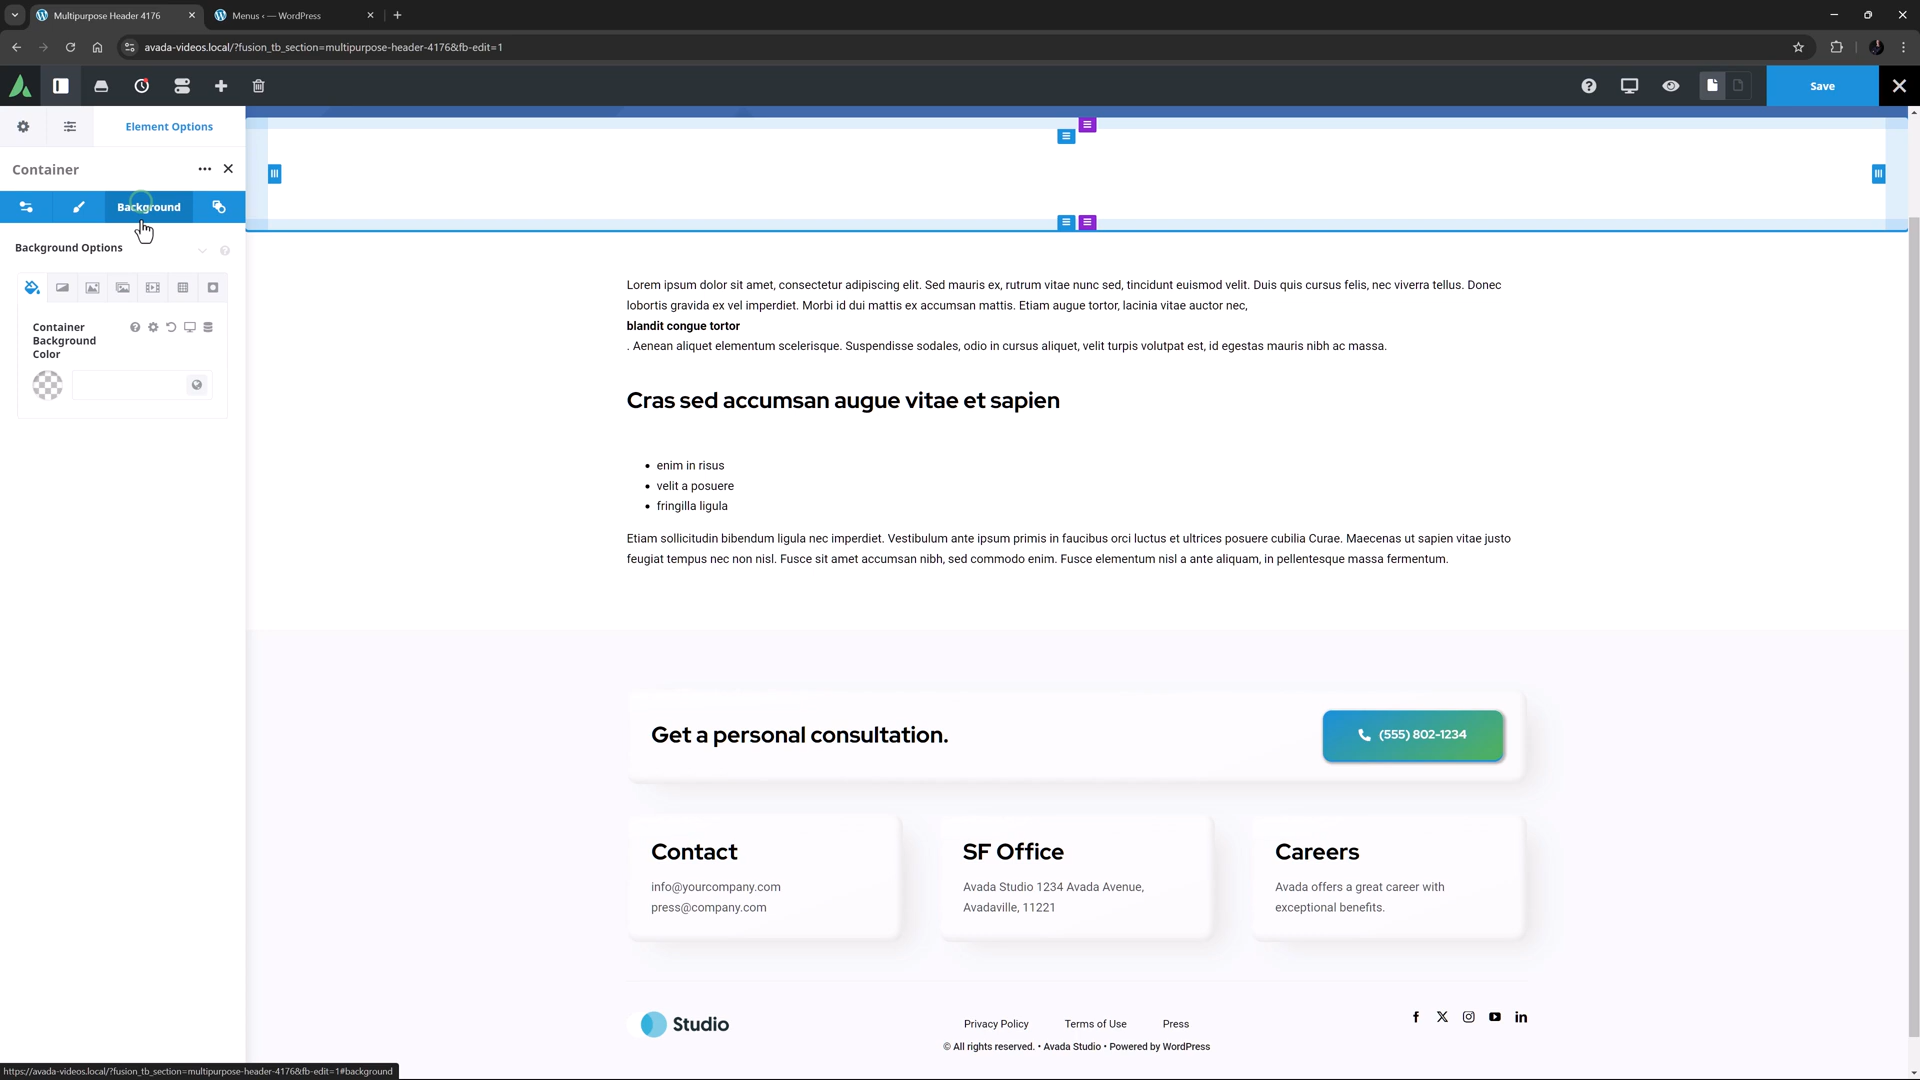 Multipurpose Header 4176
Menus ‹ — WordPress
avada-videos.local/?fusion_tb_section=multipurpose-header-4176&fb-edit=1
Save
Element Options
Container
Background
Background Options
Container
Background
Color
Lorem ipsum dolor sit amet, consectetur adipiscing elit. Sed mauris ex, rutrum vitae nunc sed, tincidunt euismod velit. Duis quis cursus felis, nec viverra tellus. Donec
lobortis gravida ex vel imperdiet. Morbi id dui mattis ex accumsan mattis. Etiam augue tortor, lacinia vitae auctor nec,
blandit congue tortor
. Aenean aliquet elementum scelerisque. Suspendisse sodales, odio in cursus aliquet, velit turpis volutpat est, id egestas mauris nibh ac massa.
Cras sed accumsan augue vitae et sapien
• enim in risus
• velit a posuere
• fringilla ligula
Etiam sollicitudin bibendum ligula nec imperdiet. Vestibulum ante ipsum primis in faucibus orci luctus et ultrices posuere cubilia Curae. Maecenas ut sapien vitae justo
feugiat tempus nec non nisl. Fusce sit amet accumsan nibh, sed commodo enim. Fusce elementum nisl a ante aliquam, in pellentesque massa fermentum.
Get a personal consultation.
(555) 802-1234
Contact
info@yourcompany.com
press@company.com
SF Office
Avada Studio 1234 Avada Avenue,
Avadaville, 11221
Careers
Avada offers a great career with
exceptional benefits.
Studio
Privacy Policy
Terms of Use
Press
© All rights reserved. • Avada Studio • Powered by WordPress
https://avada-videos.local/?fusion_tb_section=multipurpose-header-4176&fb-edit=1#background